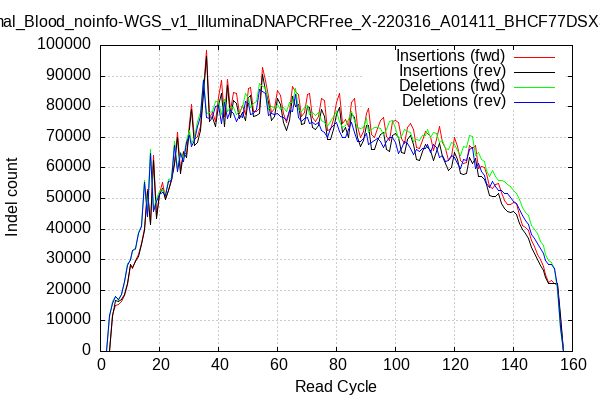 nal_Blood_noinfo-WGS_v1_IlluminaDNAPCRFree_X-220316_A01411_BHCF77DSX
100000
90000
80000
70000
60000
50000
40000
30000
20000
10000
0
Indel count
Insertions (fwd)
Insertions (rev)
Deletions (fwd)
Deletions (rev)
0 20 40 60 80 100 120 140 160
Read Cycle